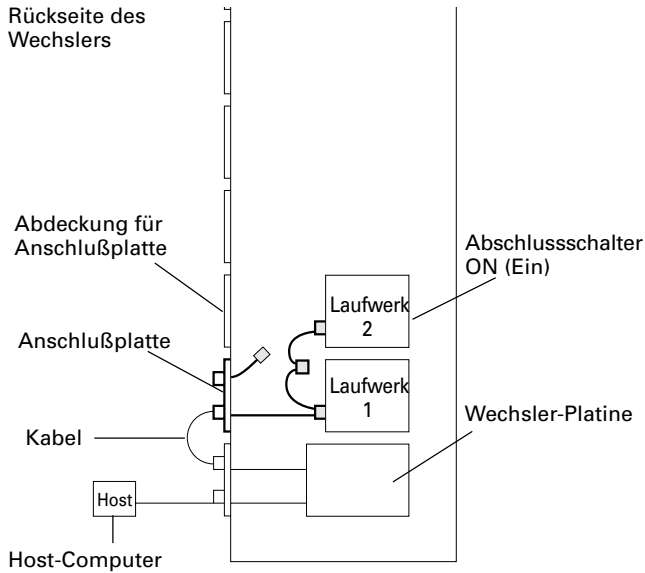 Rückseite des
Wechslers
Abdeckung für
Anschlußplatte
Abschlussschalter
ON (Ein)
Laufwerk
2
Anschlußplatte
Laufwerk
1
Wechsler-Platine
Kabel
Host
Host-Computer